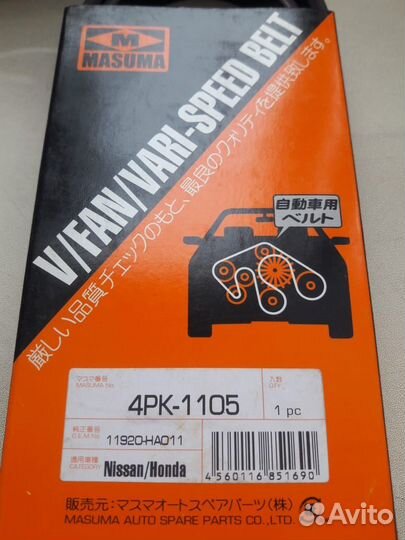 MASUMA
V/FAN/VARI-SPEED BELT
厳しい品質チェックのもと、最良のクォリティを提供致します。
自動車用
ベルト
マスマ番号
MASUMA No.
4PK-1105
入数
QTY
1 pc
純正番号
G.E.M No.
11920-HA011
適用車種
CATEGORY
Nissan/Honda
4 560116 851690
販売元:マスマオートスペアパーツ(株)
MASUMA AUTO SPARE PARTS CO.,LTD.
Avito